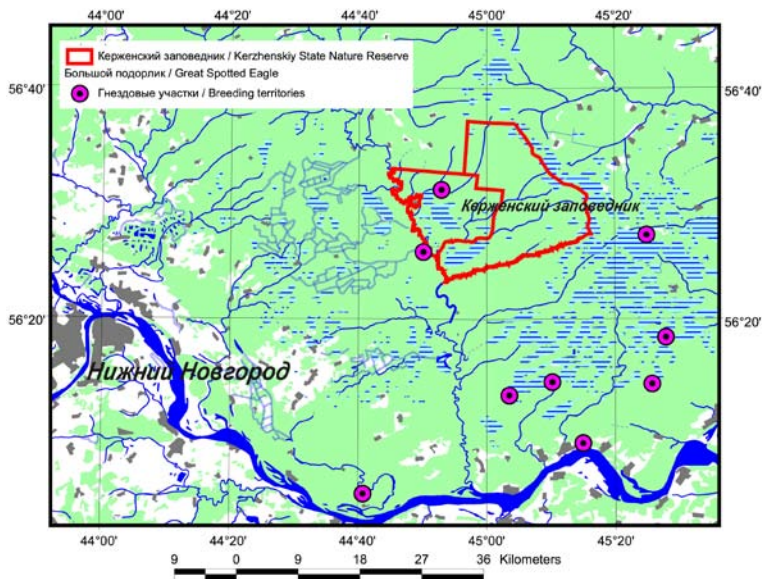 44°00' 44°20' 44°40' 45°00' 45°20'
Керженский заповедник / Kerzhenskiy State Nature Reserve
Большой подорлик / Great Spotted Eagle
Гнездовые участки / Breeding territories
56°40' 56°40'
Керженский заповедник
56°20' 56°20'
Нижний Новгород
44°00' 44°20' 44°40' 45°00' 45°20'
9 0 9 18 27 36 Kilometers